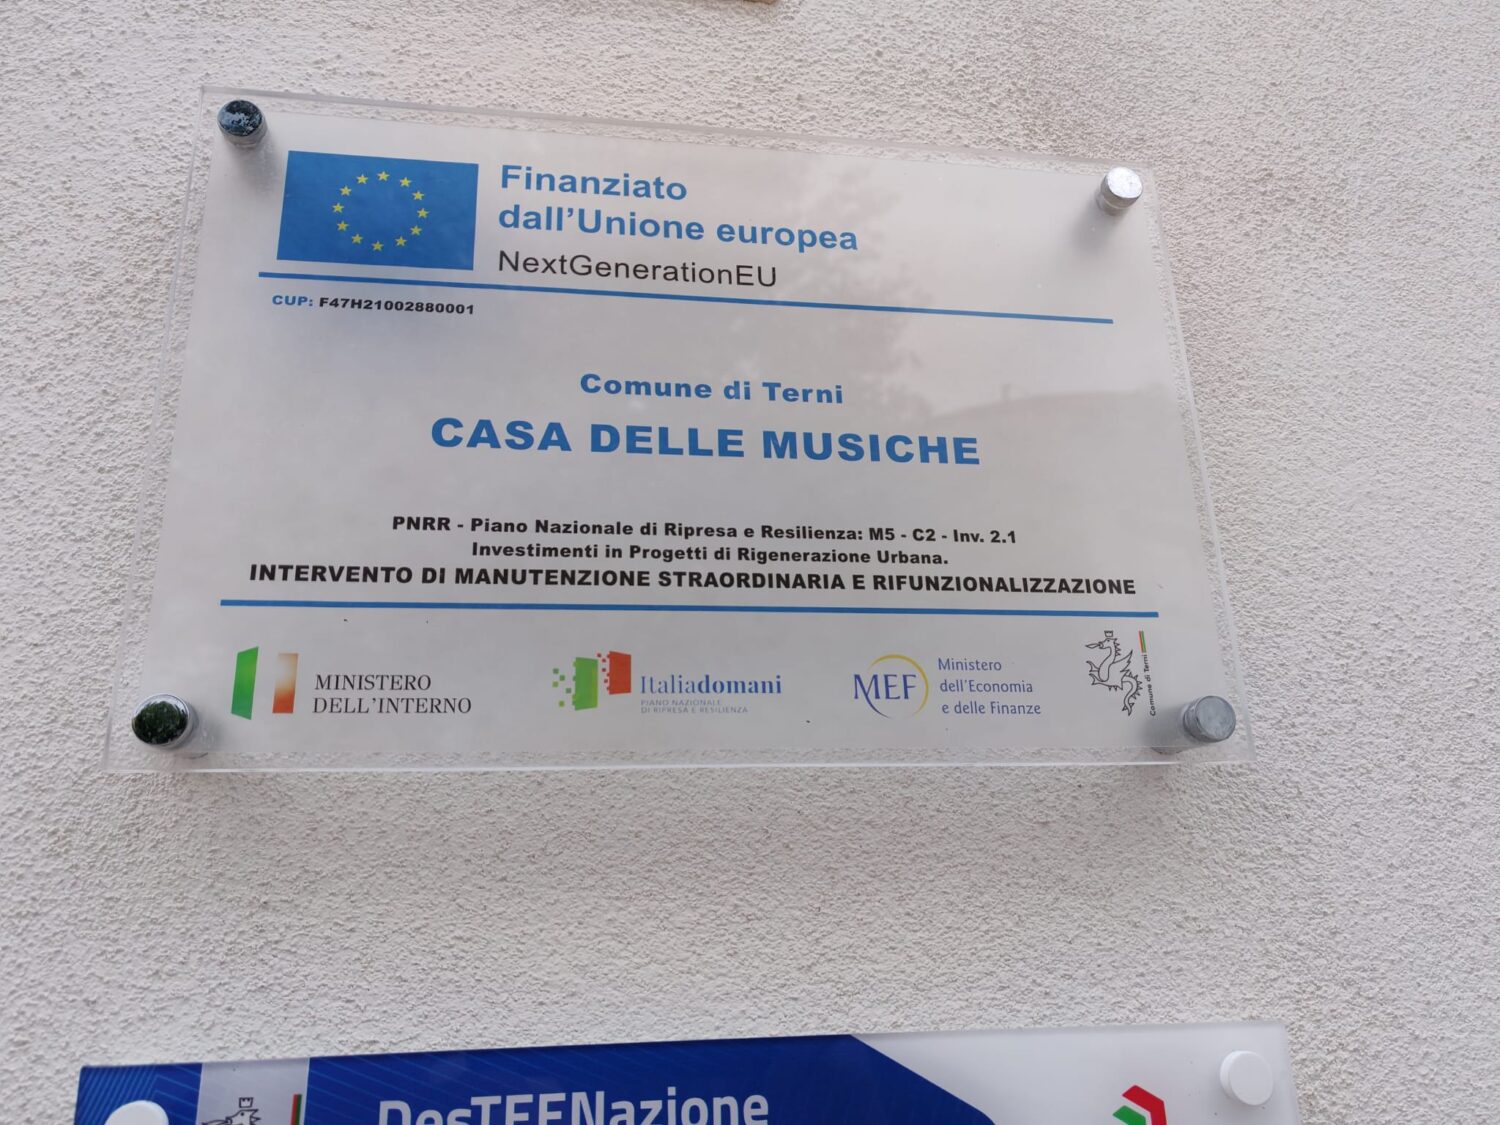 Finanziato
dall'Unione europea
NextGenerationEU
CUP: F47H21002880001
Comune di Terni
CASA DELLE MUSICHE
PNRR - Piano Nazionale di Ripresa e Resilienza: M5 - C2 - Inv. 2.1
Investimenti in Progetti di Rigenerazione Urbana.
INTERVENTO DI MANUTENZIONE STRAORDINARIA E RIFUNZIONALIZZAZIONE
MINISTERO
DELL'INTERNO
Italiadomani
PIANO NAZIONALE
DI RIPRESA E RESILIENZA
MEF
Ministero
dell'Economia
e delle Finanze
Comune di Terni
DesTEENazione